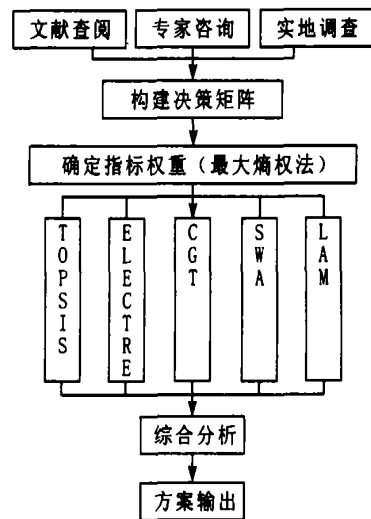 文献查阅 专家咨询 实地调查
构建决策矩阵
确定指标权重（最大熵权法）
TOPSIS ELECTRE CGT SWA LAM
综合分析
方案输出